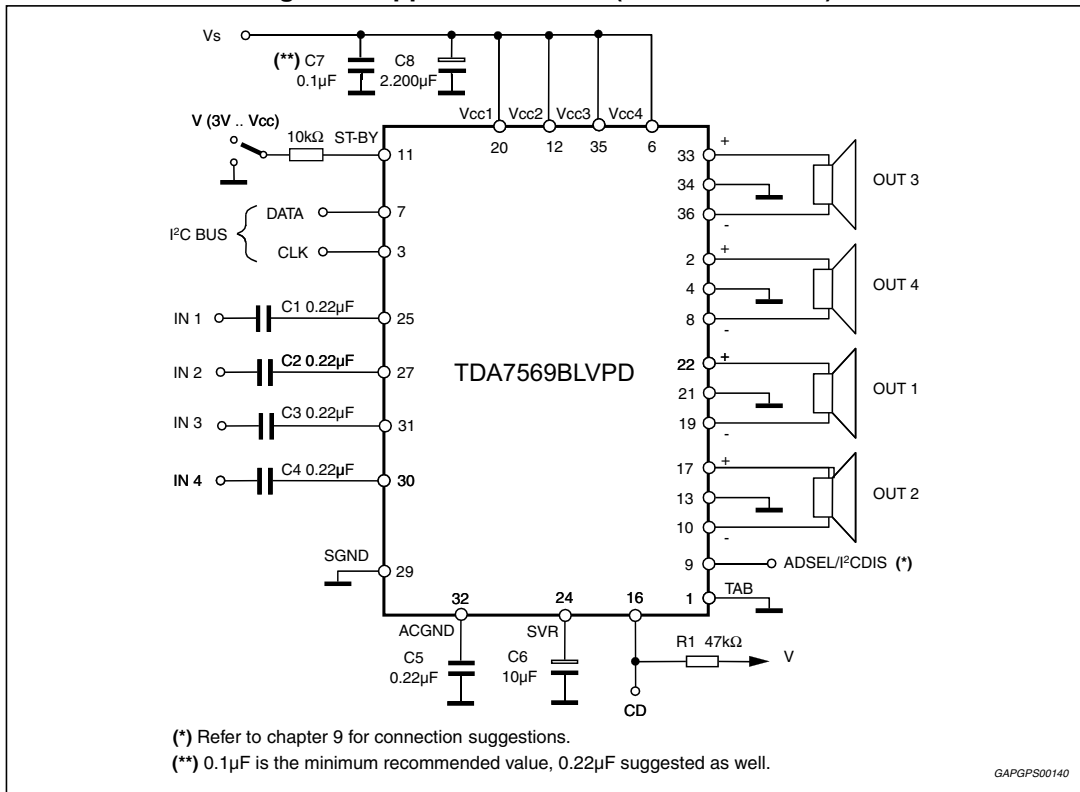 Vs
(**) C7
0.1µF
C8
2.200µF
Vcc1
Vcc2
Vcc3
Vcc4
20
12
35
6
V (3V .. Vcc)
10kΩ
ST-BY
11
I²C BUS
DATA
7
CLK
3
IN 1
C1 0.22µF
25
IN 2
C2 0.22µF
27
IN 3
C3 0.22µF
31
IN 4
C4 0.22µF
30
SGND
29
TDA7569BLVPD
33
+
34
36
-
OUT 3
2
+
4
8
-
OUT 4
22
+
21
19
-
OUT 1
17
+
13
10
-
OUT 2
9
ADSEL/I²CDIS (*)
1
TAB
32
24
16
ACGND
SVR
C5
0.22µF
C6
10µF
R1 47kΩ
V
CD
(*) Refer to chapter 9 for connection suggestions.
(**) 0.1µF is the minimum recommended value, 0.22µF suggested as well.
GAPGPS00140